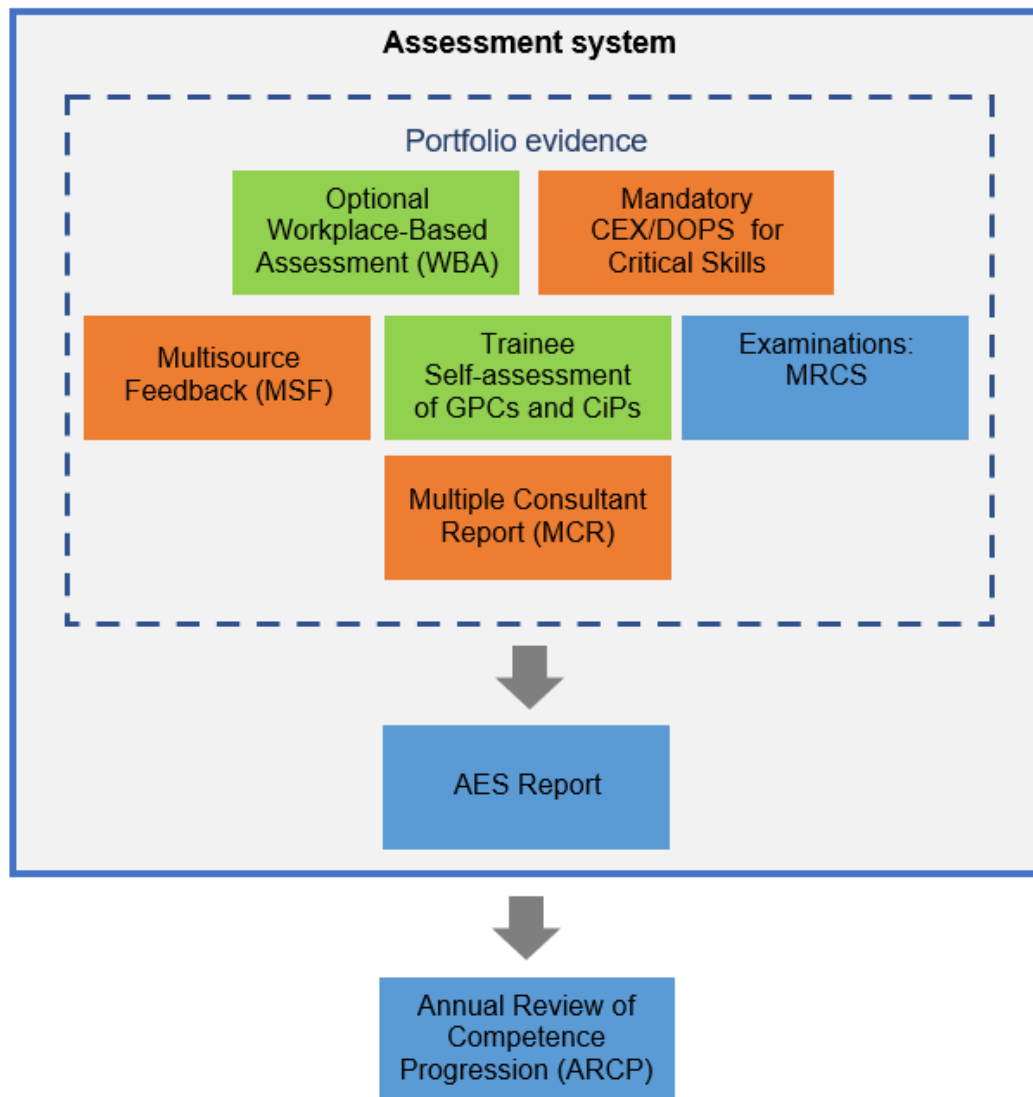 Assessment system
Portfolio evidence
Optional
Workplace-Based
Assessment (WBA)
Mandatory
CEX/DOPS for
Critical Skills
Multisource
Feedback (MSF)
Trainee
Self-assessment
of GPCs and CiPs
Examinations:
MRCS
Multiple Consultant
Report (MCR)
AES Report
Annual Review of
Competence
Progression (ARCP)